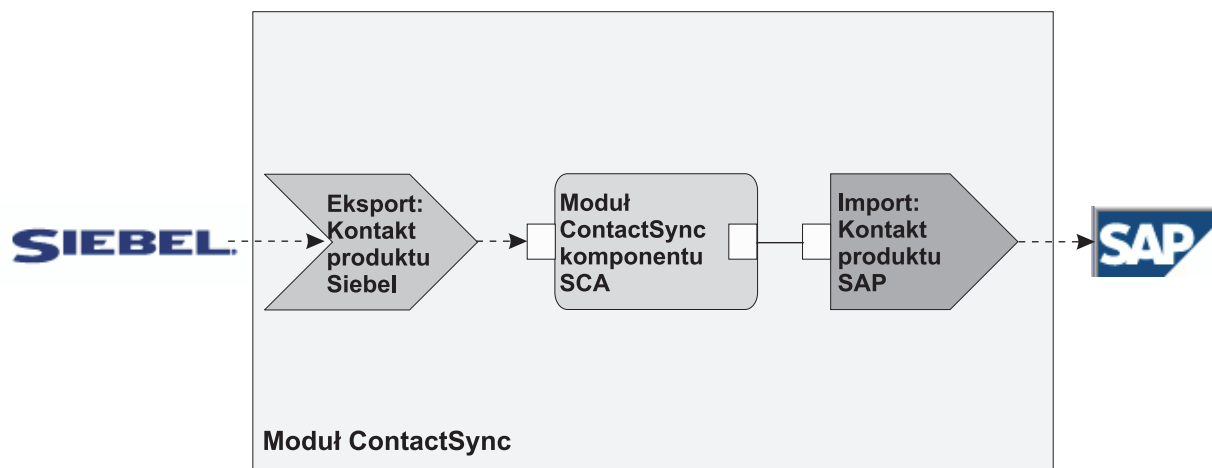 SIEBEL.
Eksport:
Kontakt
produktu
Siebel
Moduł
ContactSync
komponentu
SCA
Import:
Kontakt
produktu
SAP
SAP
Moduł ContactSync